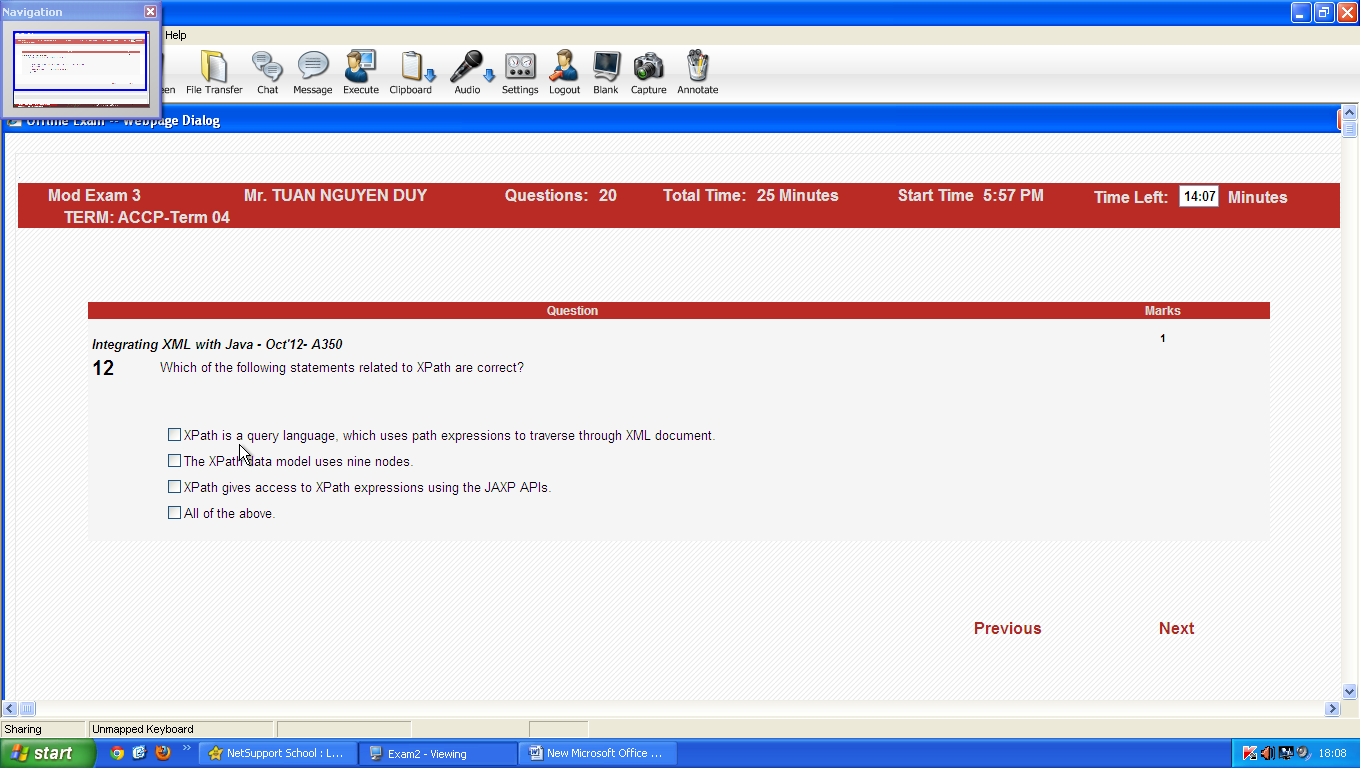 Navigation
Help
een File Transfer Chat Message Execute Clipboard Audio Settings Logout Blank Capture Annotate
Offline Exam -- Webpage Dialog
Mod Exam 3 Mr. TUAN NGUYEN DUY Questions: 20 Total Time: 25 Minutes Start Time 5:57 PM Time Left: 14:07 Minutes
TERM: ACCP-Term 04
Question Marks
Integrating XML with Java - Oct'12- A350 1
12 Which of the following statements related to XPath are correct?
XPath is a query language, which uses path expressions to traverse through XML document.
The XPath data model uses nine nodes.
XPath gives access to XPath expressions using the JAXP APIs.
All of the above.
Previous Next
Sharing Unmapped Keyboard
start NetSupport School : L... Exam2 - Viewing New Microsoft Office ... 18:08